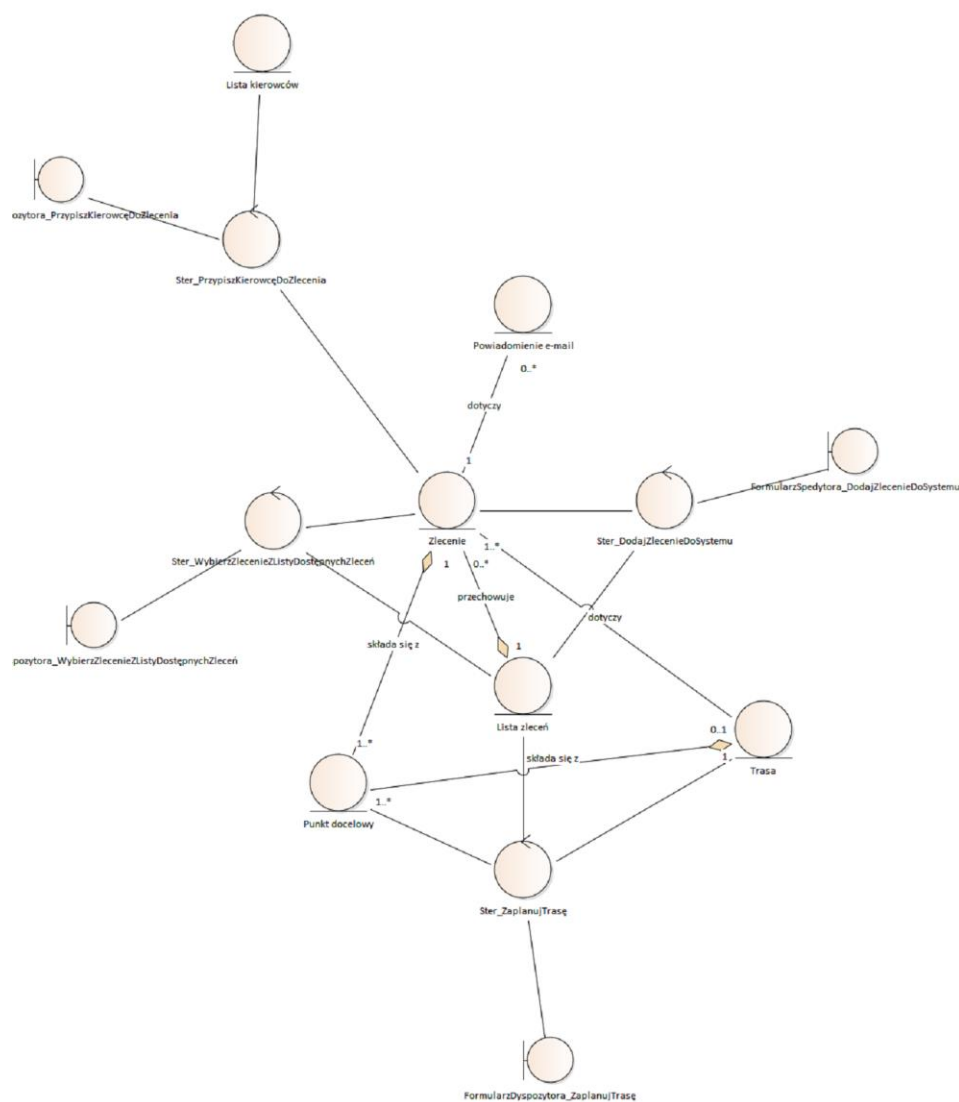 Lista kierowców
ozytora_PrzypiszKierowcęDoZlecenia
Ster_PrzypiszKierowcęDoZlecenia
Powiadomienie e-mail
0..*
dotyczy
1
FormularzSpedytora_DodajZlecenieDoSystemu
Zlecenie
1..*
Ster_DodajZlecenieDoSystemu
Ster_WybierzZlecenieZListyDostępnychZleceń
1
0..*
przechowuje
dotyczy
składa się z
1
pozytora_WybierzZlecenieZListyDostępnychZleceń
Lista zleceń
0..1
1..*
składa się z
1,
Trasa
1..*
Punkt docelowy
Ster_ZaplanujTrasę
FormularzDyspozytora_ZaplanujTrasę